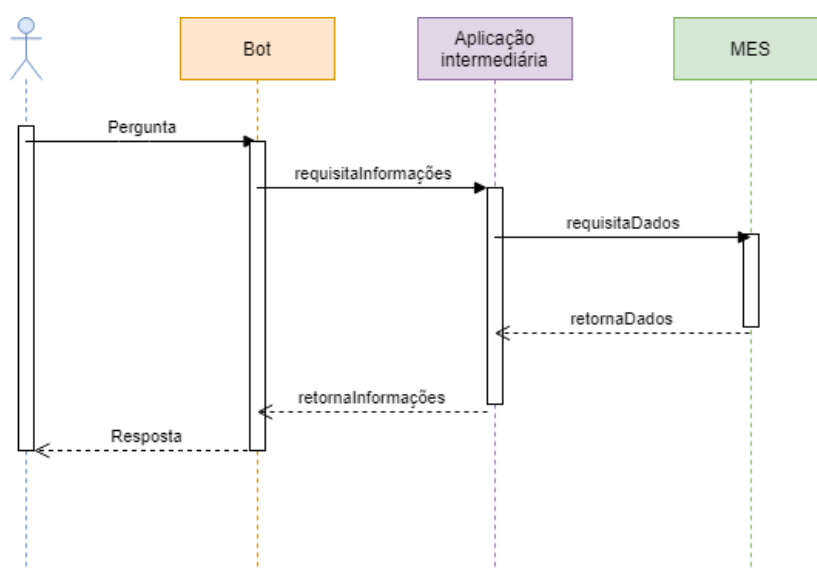 Bot
Aplicação
intermediária
MES
Pergunta
requisitaInformações
requisitaDados
retornaDados
retornaInformações
Resposta